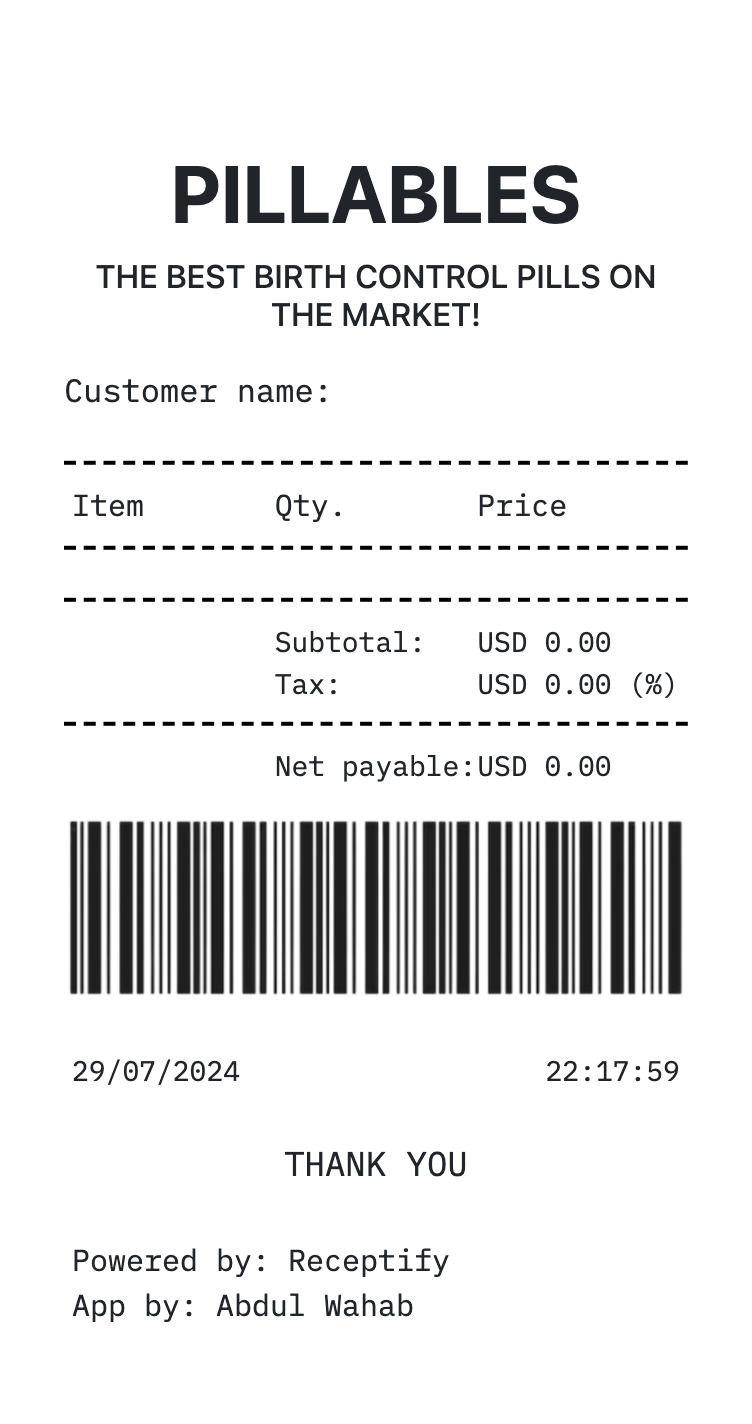 PILLABLES
THE BEST BIRTH CONTROL PILLS ON
THE MARKET!
Customer name:
Item Qty. Price
Subtotal: USD 0.00
Tax: USD 0.00 (%)
Net payable:USD 0.00
29/07/2024 22:17:59
THANK YOU
Powered by: Receptify
App by: Abdul Wahab